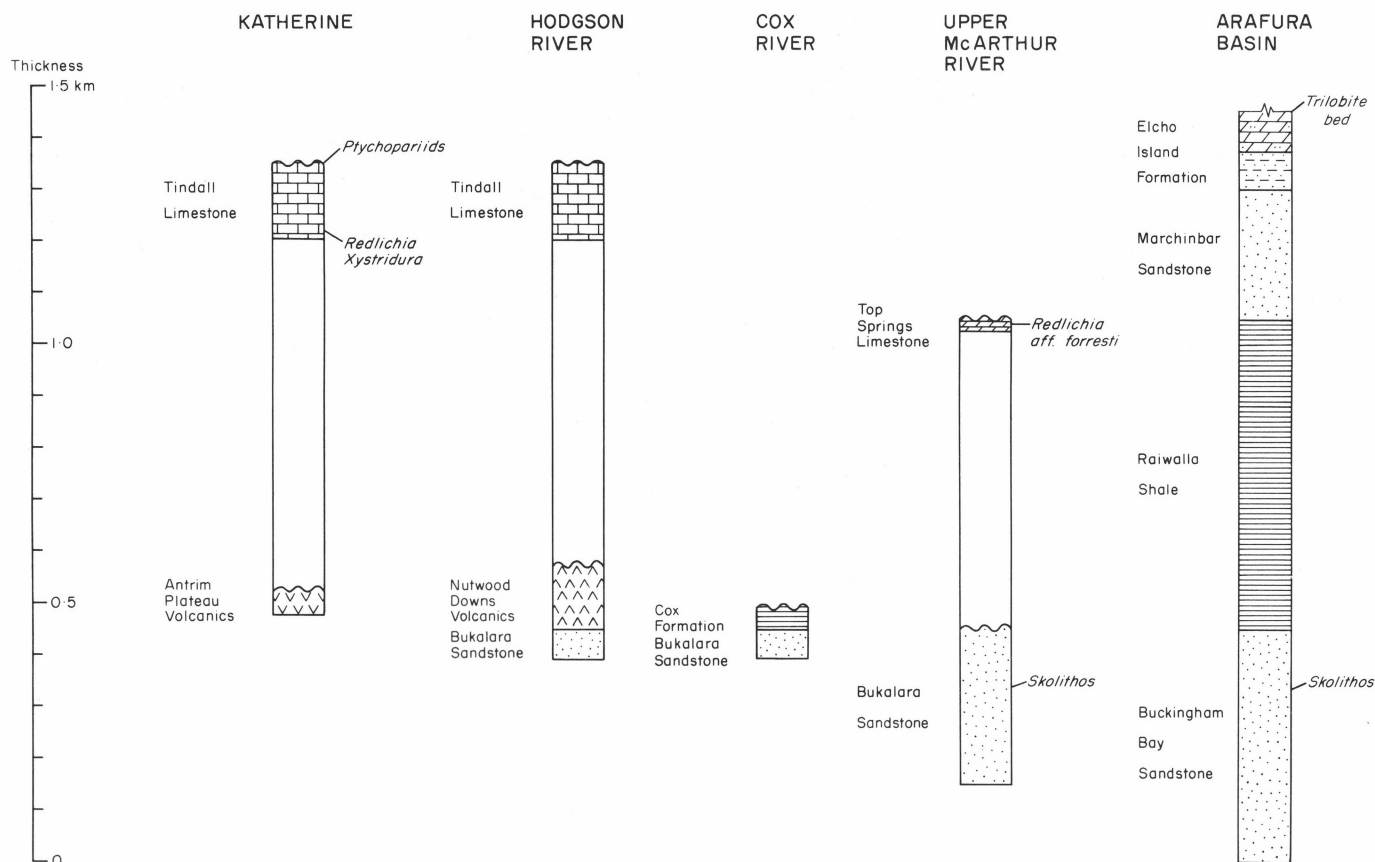 KATHERINE
HODGSON
RIVER
COX
RIVER
UPPER
McARTHUR
RIVER
ARAFURA
BASIN
Thickness
1·5 km
1·0
0·5
0
Ptychopariids
Tindall
Limestone
Redlichia
Xystridura
Antrim
Plateau
Volcanics
Tindall
Limestone
Nutwood
Downs
Volcanics
Bukalara
Sandstone
Cox
Formation
Bukalara
Sandstone
Top
Springs
Limestone
Redlichia
aff. forresti
Bukalara
Sandstone
Skolithos
Trilobite
bed
Elcho
Island
Formation
Marchinbar
Sandstone
Raiwalla
Shale
Buckingham
Bay
Sandstone
Skolithos